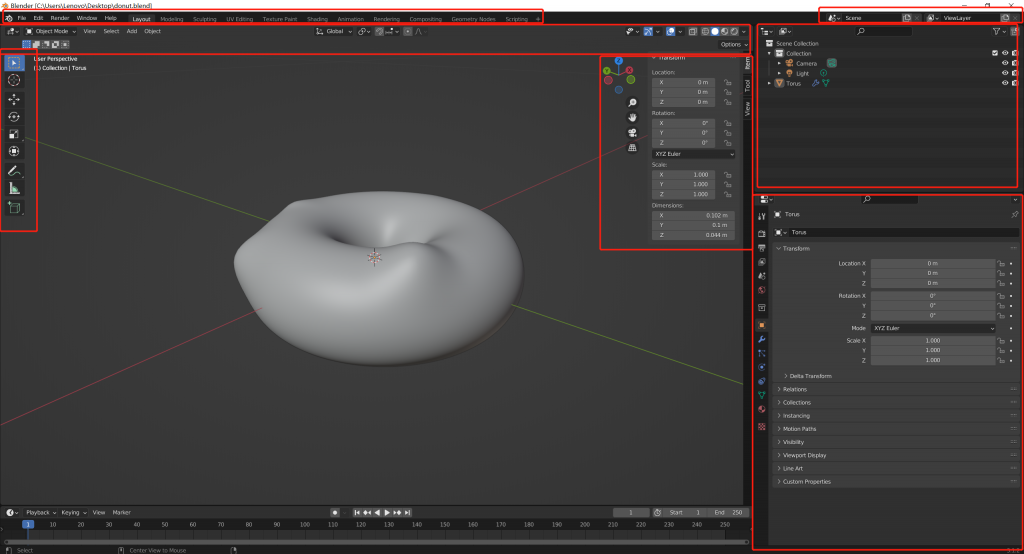 Blender [C:\Users\Lenovo\Desktop\donut.blend]
File Edit Render Window Help Layout Modeling Sculpting UV Editing Texture Paint Shading Animation Rendering Compositing Geometry Nodes Scripting + Scene ViewLayer
Object Mode View Select Add Object Global
Options
User Perspective
(1) Collection | Torus
Transform
Location:
X 0 m
Y 0 m
Z 0 m
Rotation:
X 0°
Y 0°
Z 0°
XYZ Euler
Scale:
X 1.000
Y 1.000
Z 1.000
Dimensions:
X 0.102 m
Y 0.1 m
Z 0.044 m
Item
Tool
View
Scene Collection
Collection
Camera
Light
Torus
Torus
Torus
Transform
Location X 0 m
Y 0 m
Z 0 m
Rotation X 0°
Y 0°
Z 0°
Mode XYZ Euler
Scale X 1.000
Y 1.000
Z 1.000
Delta Transform
Relations
Collections
Instancing
Motion Paths
Visibility
Viewport Display
Line Art
Custom Properties
Playback Keying View Marker 1 Start 1 End 250
1 10 20 30 40 50 60 70 80 90 100 110 120 130 140 150 160 170 180 190 200 210 220 230 240 250
Select Center View to Mouse